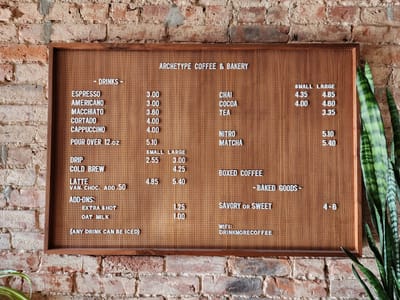 ARCHETYPE COFFEE & BAKERY
~DRINKS~
ESPRESSO 3.00
AMERICANO 3.00
MACCHIATO 3.60
CORTADO 4.00
CAPPUCCINO 4.00
POUR OVER 12.oz 5.10
SMALL LARGE
DRIP 2.55 3.00
COLD BREW 4.25
LATTE 4.85 5.40
VAN. CHOC. ADD .50
ADD-ONS:
EXTRA SHOT 1.25
OAT MILK 1.00
(ANY DRINK CAN BE ICED)
SMALL LARGE
CHAI 4.35 4.85
COCOA 4.00 4.60
TEA 3.35
NITRO 5.10
MATCHA 5.40
BOXED COFFEE
~BAKED GOODS~
SAVORY OR SWEET 4-8
WIFI:
DRINKMORECOFFEE